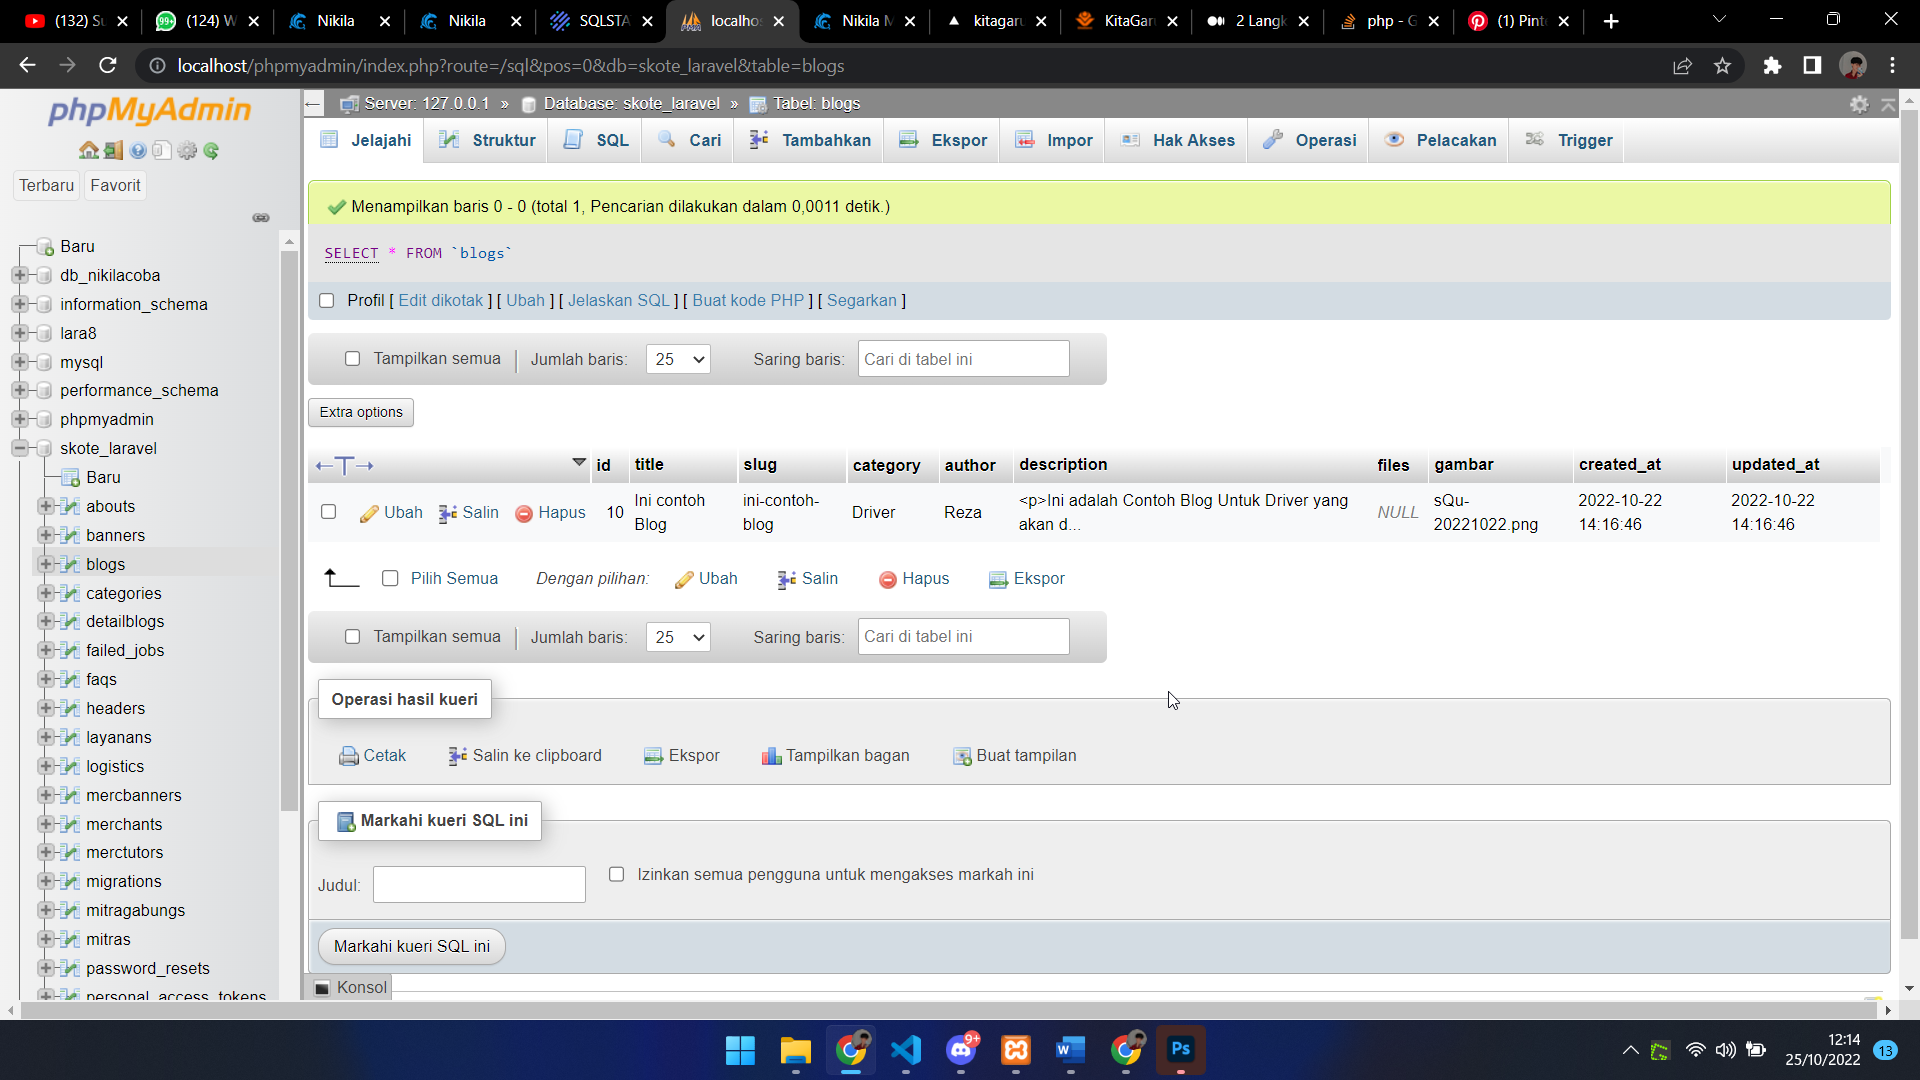 (132) Su
(124) W
Nikila
Nikila
SQLSTA
localho
Nikila M
kitagaru
KitaGar
2 Langk
php - G
(1) Pint
localhost/phpmyadmin/index.php?route=/sql&pos=0&db=skote_laravel&table=blogs
phpMyAdmin
Terbaru
Favorit
Baru
db_nikilacoba
information_schema
lara8
mysql
performance_schema
phpmyadmin
skote_laravel
Baru
abouts
banners
blogs
categories
detailblogs
failed_jobs
faqs
headers
layanans
logistics
mercbanners
merchants
merctutors
migrations
mitragabungs
mitras
password_resets
personal_access_tokens
Server: 127.0.0.1 » Database: skote_laravel » Tabel: blogs
Jelajahi Struktur SQL Cari Tambahkan Ekspor Impor Hak Akses Operasi Pelacakan Trigger
Menampilkan baris 0 - 0 (total 1, Pencarian dilakukan dalam 0,0011 detik.)
SELECT * FROM `blogs`
Profil [ Edit dikotak ] [ Ubah ] [ Jelaskan SQL ] [ Buat kode PHP ] [ Segarkan ]
Tampilkan semua Jumlah baris: 25 Saring baris: Cari di tabel ini
Extra options
id title slug category author description files gambar created_at updated_at
Ubah Salin Hapus 10 Ini contoh Blog ini-contoh-blog Driver Reza <p>Ini adalah Contoh Blog Untuk Driver yang akan d... NULL sQu-20221022.png 2022-10-22 14:16:46 2022-10-22 14:16:46
Pilih Semua Dengan pilihan: Ubah Salin Hapus Ekspor
Tampilkan semua Jumlah baris: 25 Saring baris: Cari di tabel ini
Operasi hasil kueri
Cetak Salin ke clipboard Ekspor Tampilkan bagan Buat tampilan
Markahi kueri SQL ini
Judul:
Izinkan semua pengguna untuk mengakses markah ini
Markahi kueri SQL ini
Konsol
9+
W
Ps
12:14
25/10/2022
13